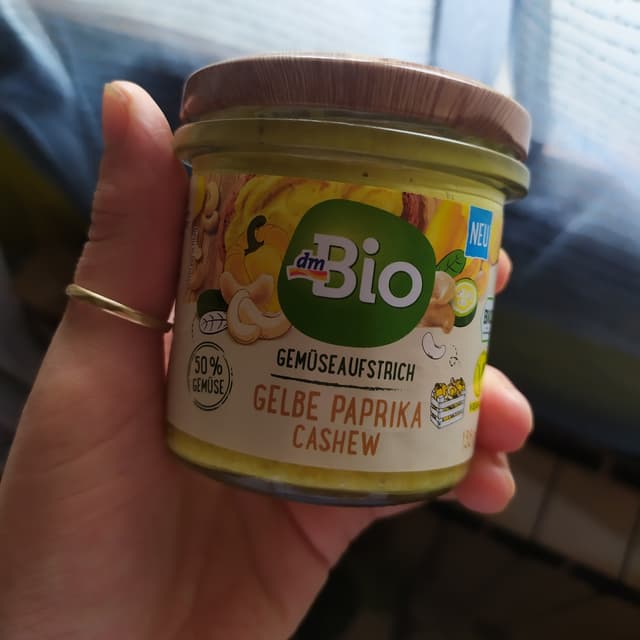 NEU
dm
Bio
GEMÜSEAUFSTRICH
50%
GEMÜSE
GELBE PAPRIKA
CASHEW